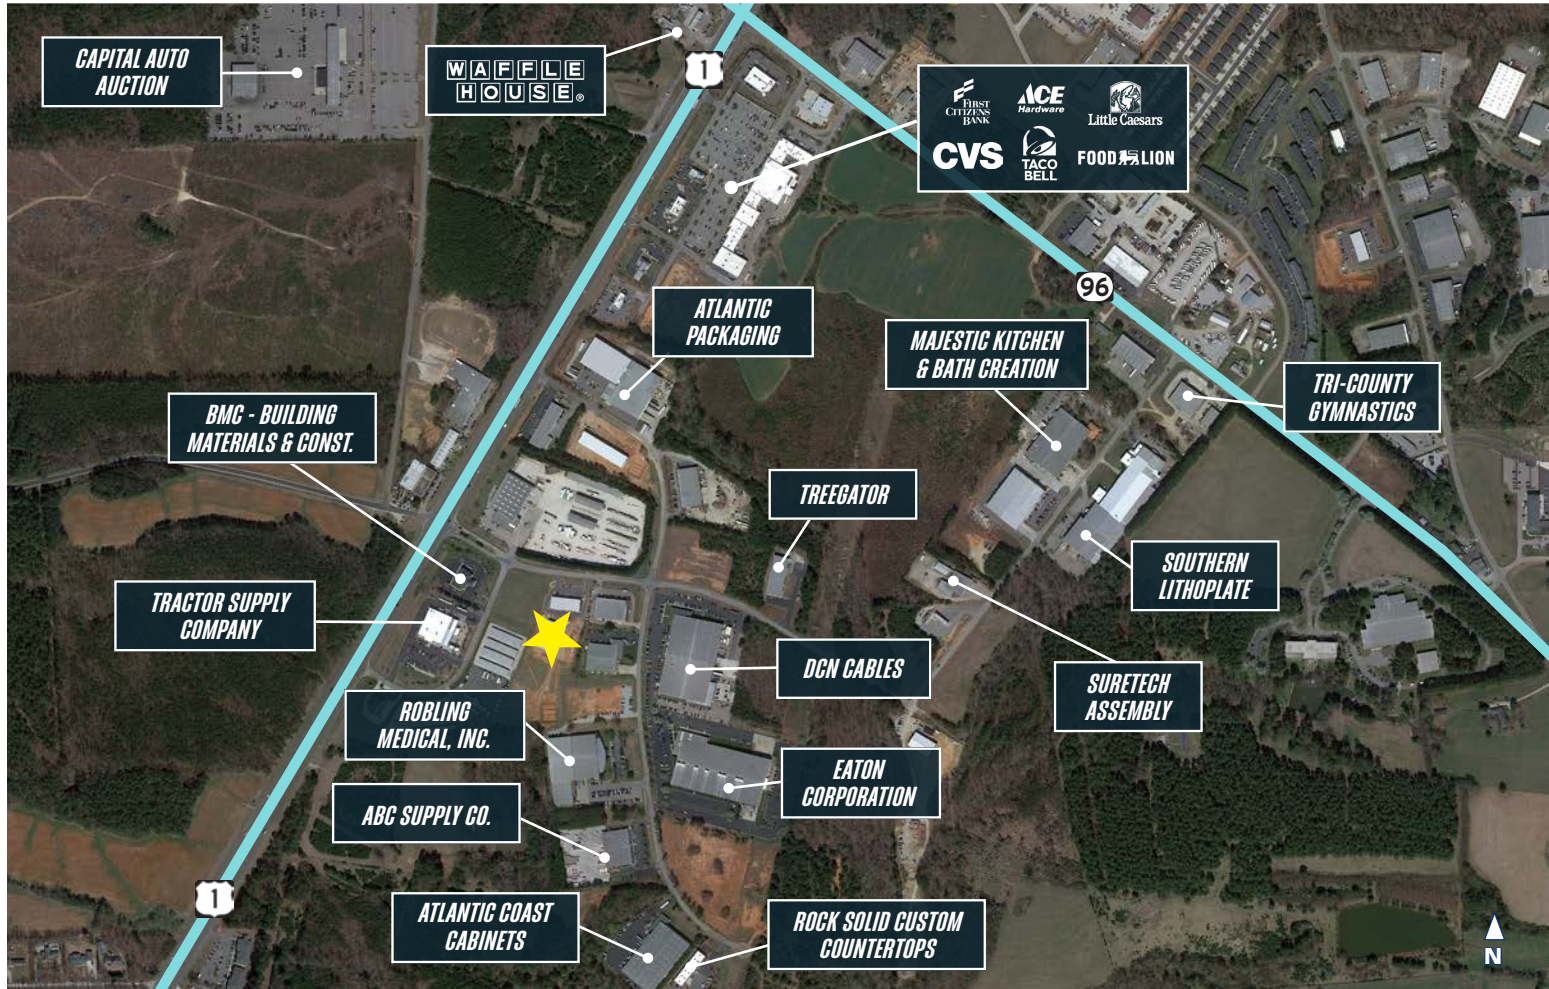 CAPITAL AUTO
AUCTION
WAFFLE
HOUSE®
1
FIRST
CITIZENS
BANK
ACE
Hardware
Little Caesars
CVS
TACO
BELL
FOOD LION
96
ATLANTIC
PACKAGING
MAJESTIC KITCHEN
& BATH CREATION
TRI-COUNTY
GYMNASTICS
BMC - BUILDING
MATERIALS & CONST.
TREEGATOR
SOUTHERN
LITHOPLATE
TRACTOR SUPPLY
COMPANY
DCN CABLES
SURETECH
ASSEMBLY
ROBLING
MEDICAL, INC.
EATON
CORPORATION
ABC SUPPLY CO.
1
ATLANTIC COAST
CABINETS
ROCK SOLID CUSTOM
COUNTERTOPS
N